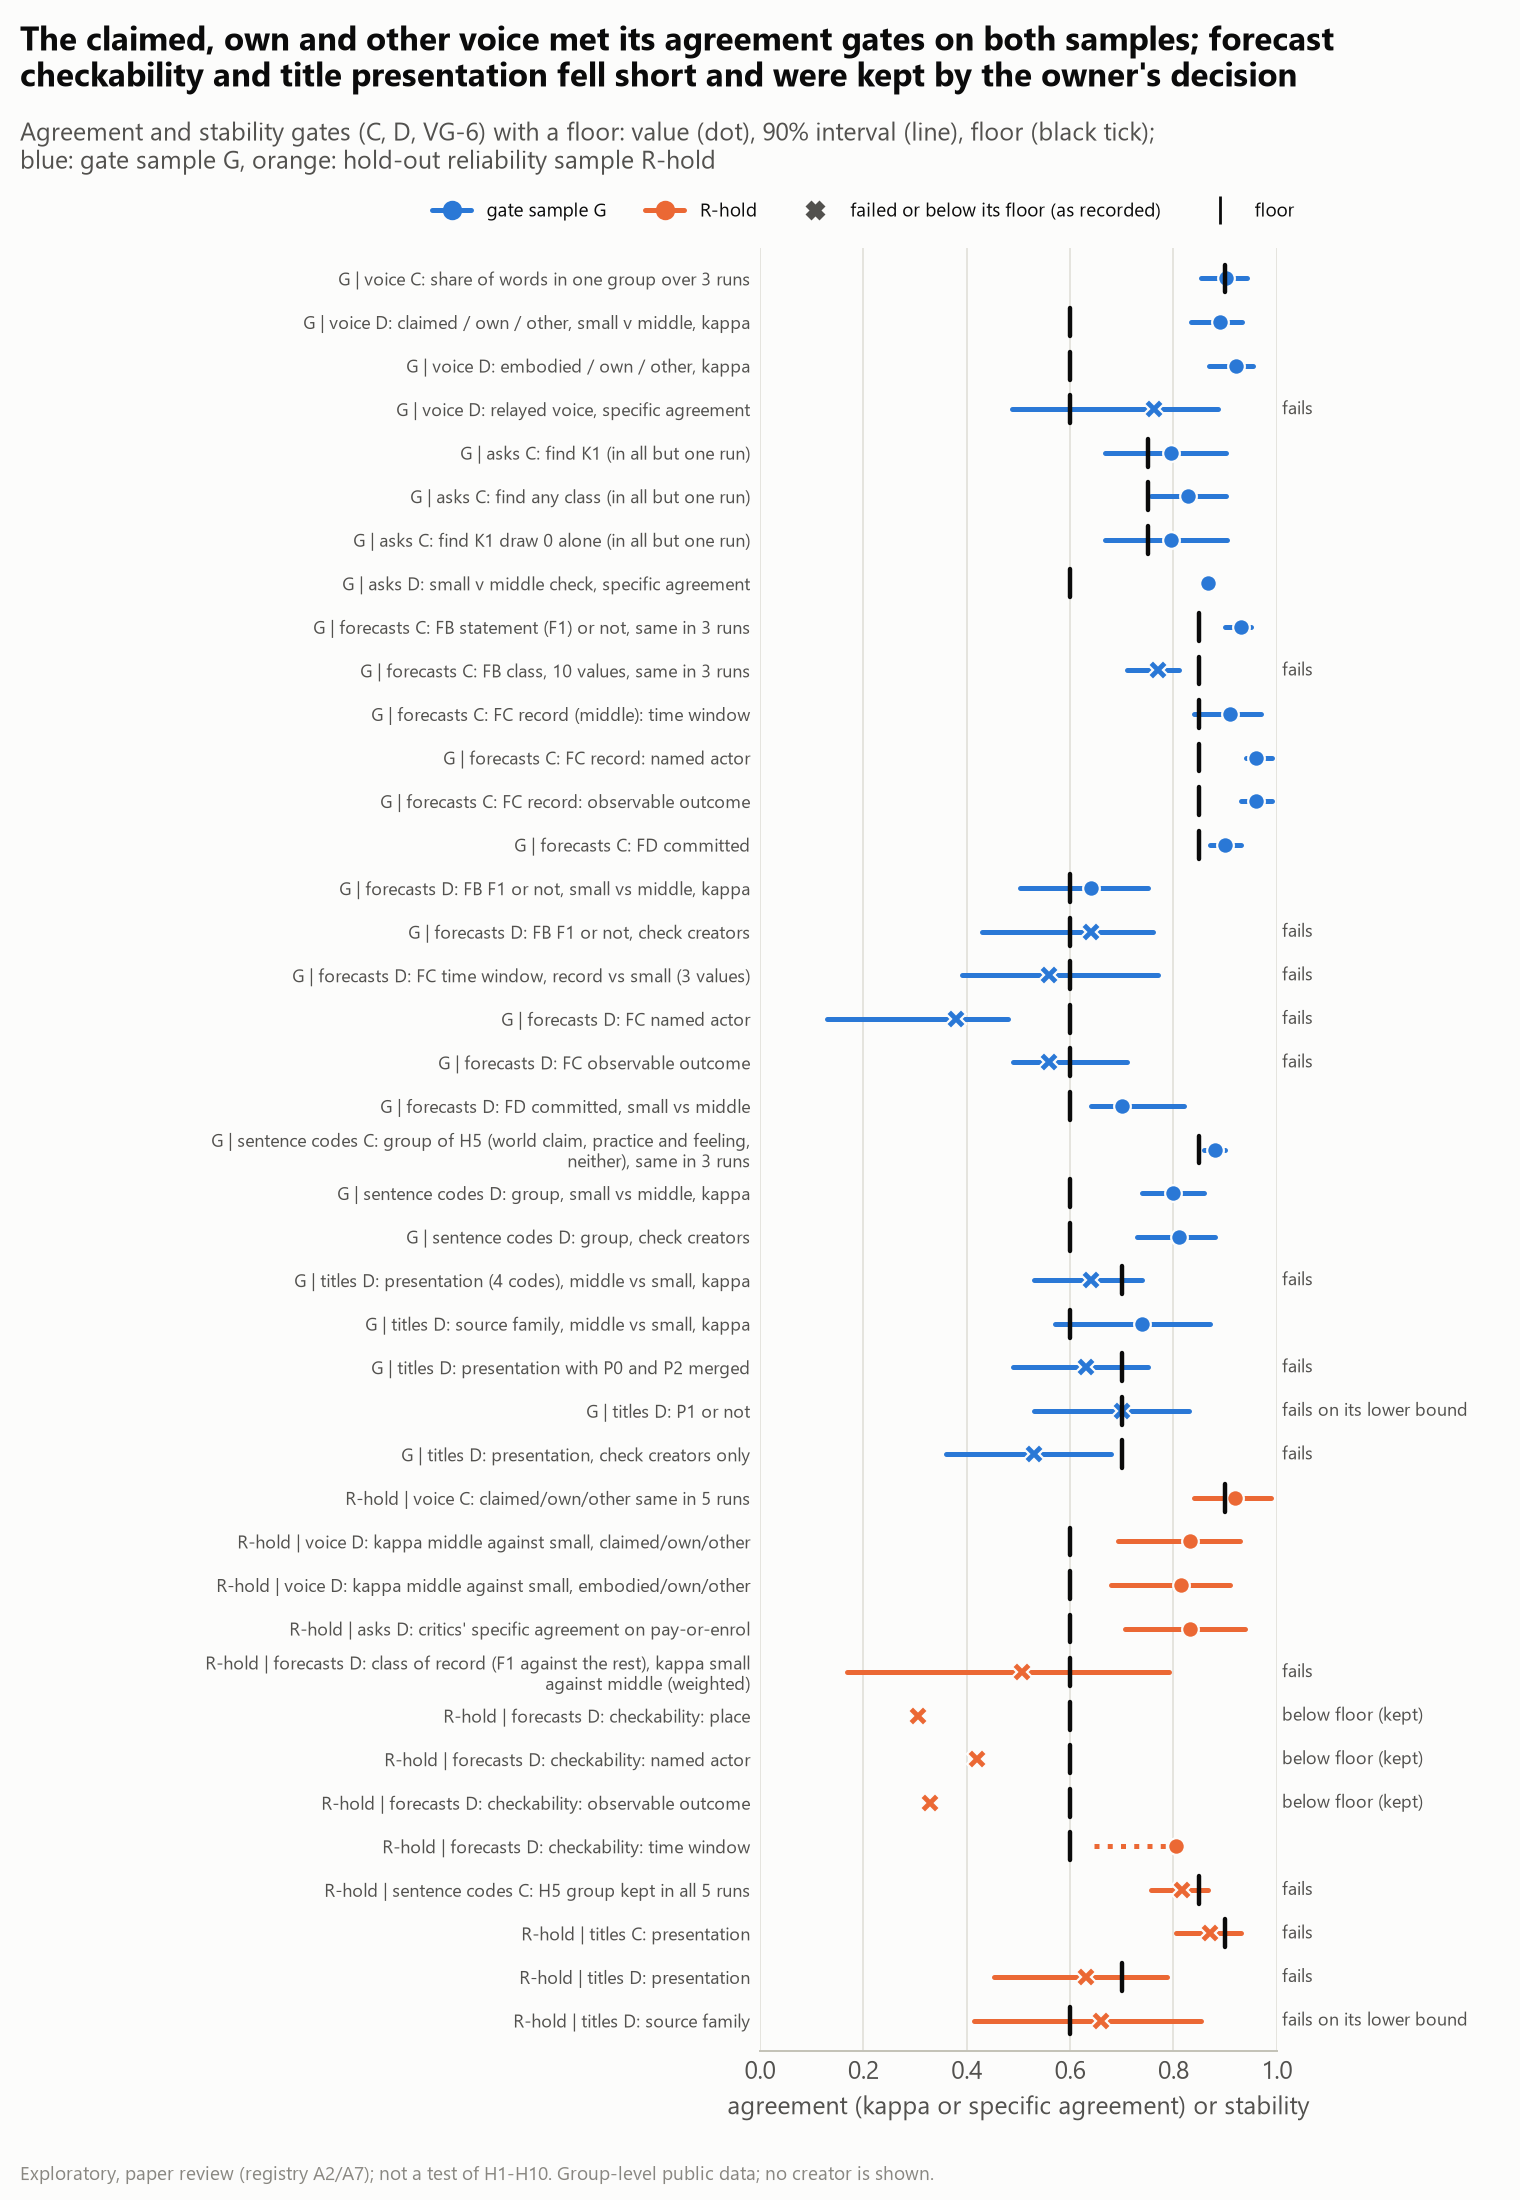 The claimed, own and other voice met its agreement gates on both samples; forecast
checkability and title presentation fell short and were kept by the owner's decision
Agreement and stability gates (C, D, VG-6) with a floor: value (dot), 90% interval (line), floor (black tick);
blue: gate sample G, orange: hold-out reliability sample R-hold
gate sample G
R-hold
failed or below its floor (as recorded)
floor
G | voice C: share of words in one group over 3 runs
G | voice D: claimed / own / other, small v middle, kappa
G | voice D: embodied / own / other, kappa
G | voice D: relayed voice, specific agreement
fails
G | asks C: find K1 (in all but one run)
G | asks C: find any class (in all but one run)
G | asks C: find K1 draw 0 alone (in all but one run)
G | asks D: small v middle check, specific agreement
G | forecasts C: FB statement (F1) or not, same in 3 runs
G | forecasts C: FB class, 10 values, same in 3 runs
fails
G | forecasts C: FC record (middle): time window
G | forecasts C: FC record: named actor
G | forecasts C: FC record: observable outcome
G | forecasts C: FD committed
G | forecasts D: FB F1 or not, small vs middle, kappa
G | forecasts D: FB F1 or not, check creators
fails
G | forecasts D: FC time window, record vs small (3 values)
fails
G | forecasts D: FC named actor
fails
G | forecasts D: FC observable outcome
fails
G | forecasts D: FD committed, small vs middle
G | sentence codes C: group of H5 (world claim, practice and feeling,
neither), same in 3 runs
G | sentence codes D: group, small vs middle, kappa
G | sentence codes D: group, check creators
G | titles D: presentation (4 codes), middle vs small, kappa
fails
G | titles D: source family, middle vs small, kappa
G | titles D: presentation with P0 and P2 merged
fails
G | titles D: P1 or not
fails on its lower bound
G | titles D: presentation, check creators only
fails
R-hold | voice C: claimed/own/other same in 5 runs
R-hold | voice D: kappa middle against small, claimed/own/other
R-hold | voice D: kappa middle against small, embodied/own/other
R-hold | asks D: critics' specific agreement on pay-or-enrol
R-hold | forecasts D: class of record (F1 against the rest), kappa small
against middle (weighted)
fails
R-hold | forecasts D: checkability: place
below floor (kept)
R-hold | forecasts D: checkability: named actor
below floor (kept)
R-hold | forecasts D: checkability: observable outcome
below floor (kept)
R-hold | forecasts D: checkability: time window
R-hold | sentence codes C: H5 group kept in all 5 runs
fails
R-hold | titles C: presentation
fails
R-hold | titles D: presentation
fails
R-hold | titles D: source family
fails on its lower bound
0.0 0.2 0.4 0.6 0.8 1.0
agreement (kappa or specific agreement) or stability
Exploratory, paper review (registry A2/A7); not a test of H1-H10. Group-level public data; no creator is shown.